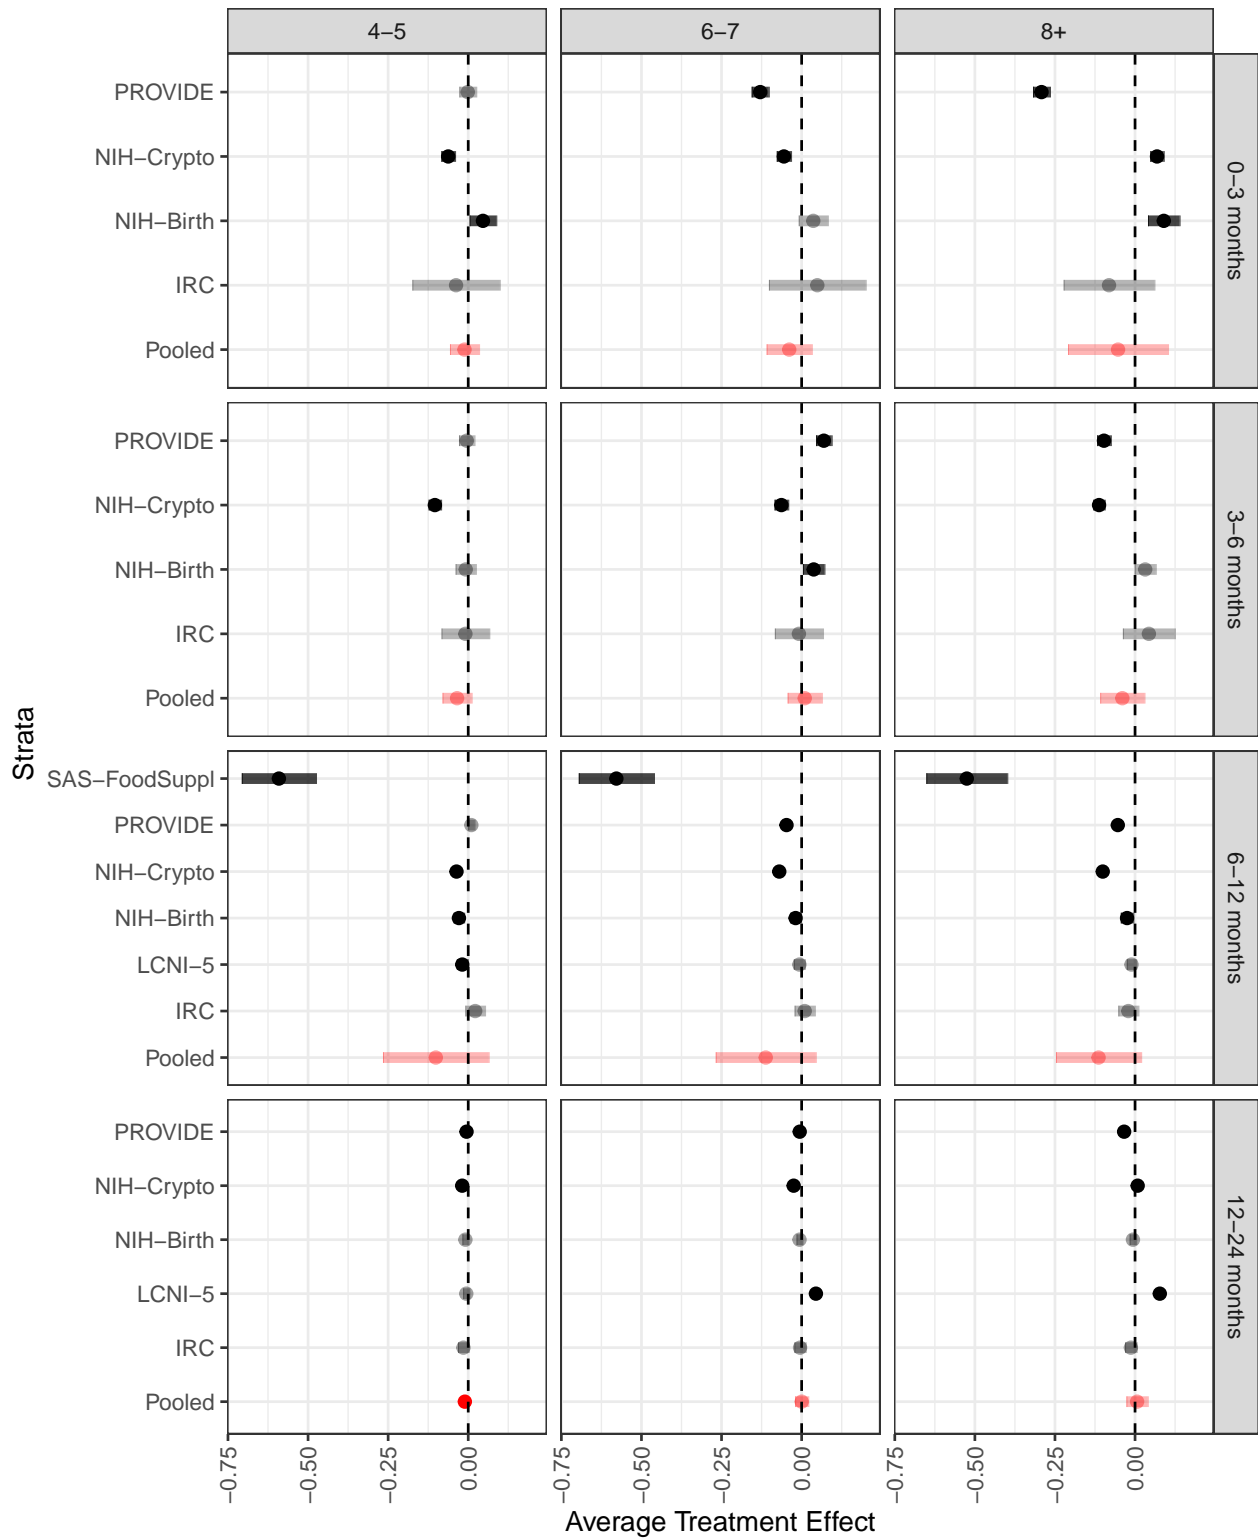 4−5
6−7
8+
PROVIDE
NIH−Crypto
NIH−Birth
IRC
Pooled
0−3 months
PROVIDE
NIH−Crypto
NIH−Birth
IRC
Pooled
3−6 months
SAS−FoodSuppl
PROVIDE
NIH−Crypto
NIH−Birth
LCNI−5
IRC
Pooled
6−12 months
PROVIDE
NIH−Crypto
NIH−Birth
LCNI−5
IRC
Pooled
12−24 months
Strata
−0.75
−0.50
−0.25
0.00
−0.75
−0.50
−0.25
0.00
−0.75
−0.50
−0.25
0.00
Average Treatment Effect